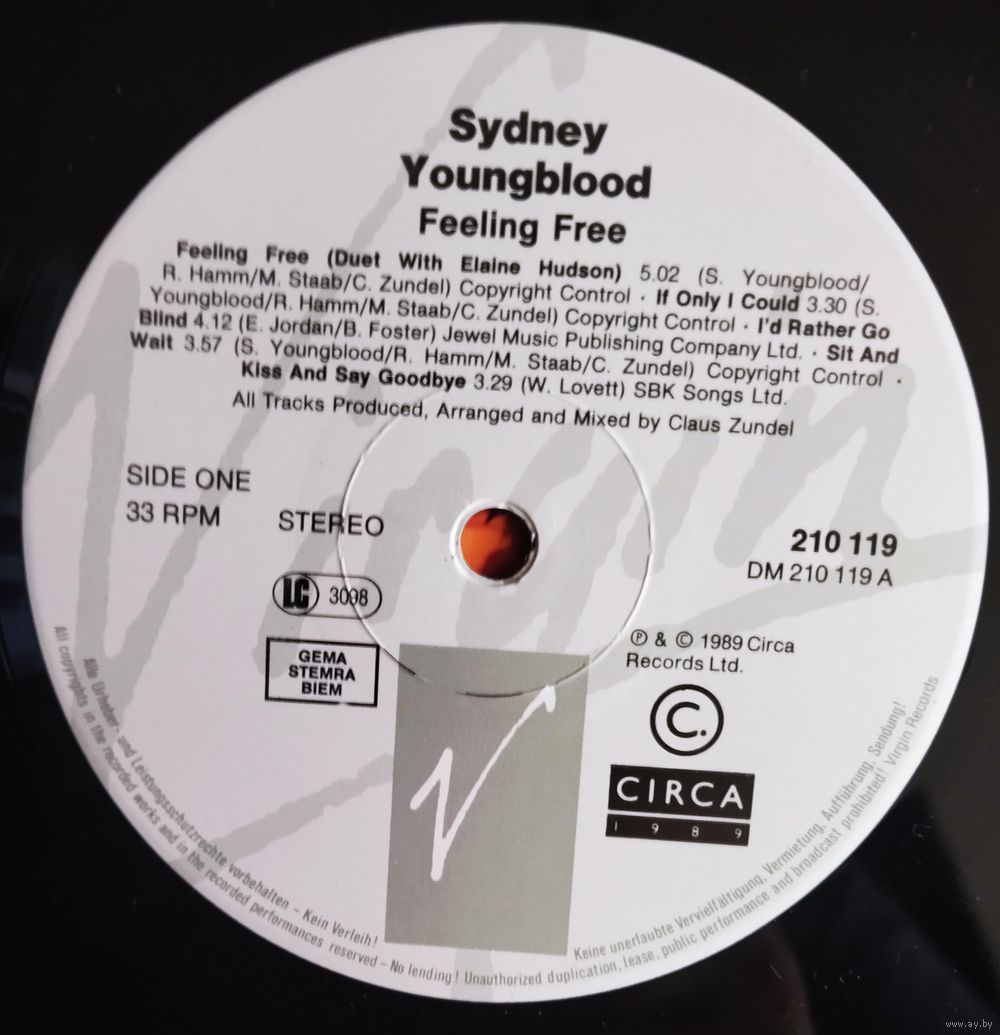 Sydney
Youngblood
Feeling Free
Feeling Free (Duet With Elaine Hudson) 5.02 (S. Youngblood/
R. Hamm/M. Staab/C. Zundel) Copyright Control · If Only I Could 3.30 (S.
Youngblood/R. Hamm/M. Staab/C. Zundel) Copyright Control · I'd Rather Go
Blind 4.12 (E. Jordan/B. Foster) Jewel Music Publishing Company Ltd. · Sit And
Wait 3.57 (S. Youngblood/R. Hamm/M. Staab/C. Zundel) Copyright Control ·
Kiss And Say Goodbye 3.29 (W. Lovett) SBK Songs Ltd.
All Tracks Produced, Arranged and Mixed by Claus Zundel
SIDE ONE
33 RPM
STEREO
210 119
DM 210 119 A
LC 3098
GEMA
STEMRA
BIEM
℗ & © 1989 Circa
Records Ltd.
C.
CIRCA
1989
Virgin
V
Alle Urheber- und Leistungsschutzrechte vorbehalten – Kein Verleih! Keine unerlaubte Vervielfältigung, Vermietung, Aufführung, Sendung!
All copyrights in the recorded works and in the recorded performances reserved – No lending! Unauthorized duplication, lease, public performance and broadcast prohibited! Virgin Records
www.ay.by